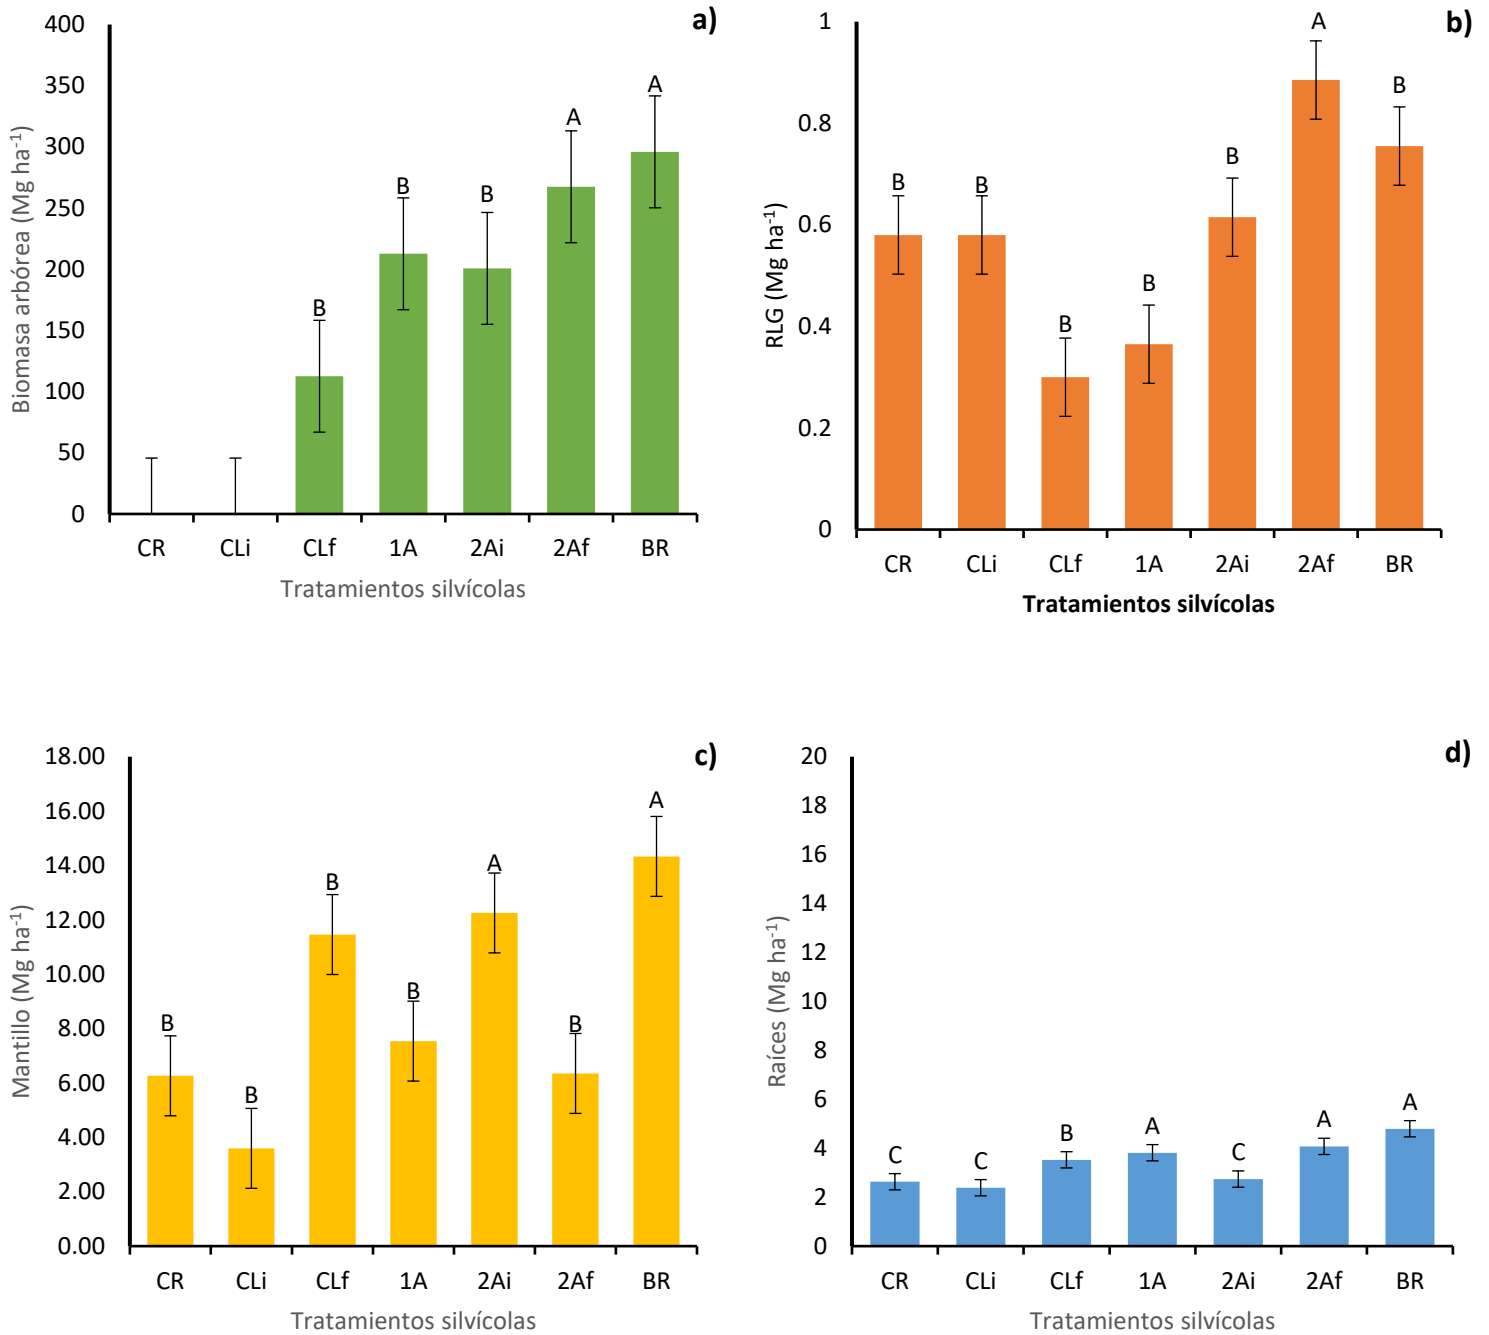 a)
400
350
300
250
200
150
100
50
0
Biomasa arbórea (Mg ha-1)
B
B
B
A
A
CR CLi CLf 1A 2Ai 2Af BR
Tratamientos silvícolas
b)
1
0.8
0.6
0.4
0.2
0
RLG (Mg ha-1)
B
B
B
B
B
A
B
CR CLi CLf 1A 2Ai 2Af BR
Tratamientos silvícolas
c)
18.00
16.00
14.00
12.00
10.00
8.00
6.00
4.00
2.00
0.00
Mantillo (Mg ha-1)
B
B
B
B
A
B
A
CR CLi CLf 1A 2Ai 2Af BR
Tratamientos silvícolas
d)
20
18
16
14
12
10
8
6
4
2
0
Raíces (Mg ha-1)
C
C
B
A
C
A
A
CR CLi CLf 1A 2Ai 2Af BR
Tratamientos silvícolas